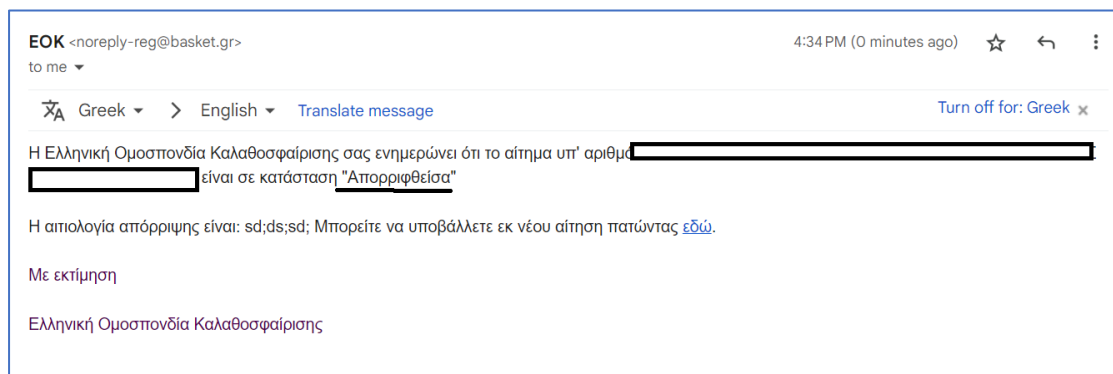 EOK <noreply-reg@basket.gr> 4:34 PM (0 minutes ago)
to me
Greek > English Translate message Turn off for: Greek ×
Η Ελληνική Ομοσπονδία Καλαθοσφαίρισης σας ενημερώνει ότι το αίτημα υπ' αριθμό
είναι σε κατάσταση "Απορριφθείσα"
Η αιτιολογία απόρριψης είναι: sd;ds;sd; Μπορείτε να υποβάλλετε εκ νέου αίτηση πατώντας εδώ.
Με εκτίμηση
Ελληνική Ομοσπονδία Καλαθοσφαίρισης